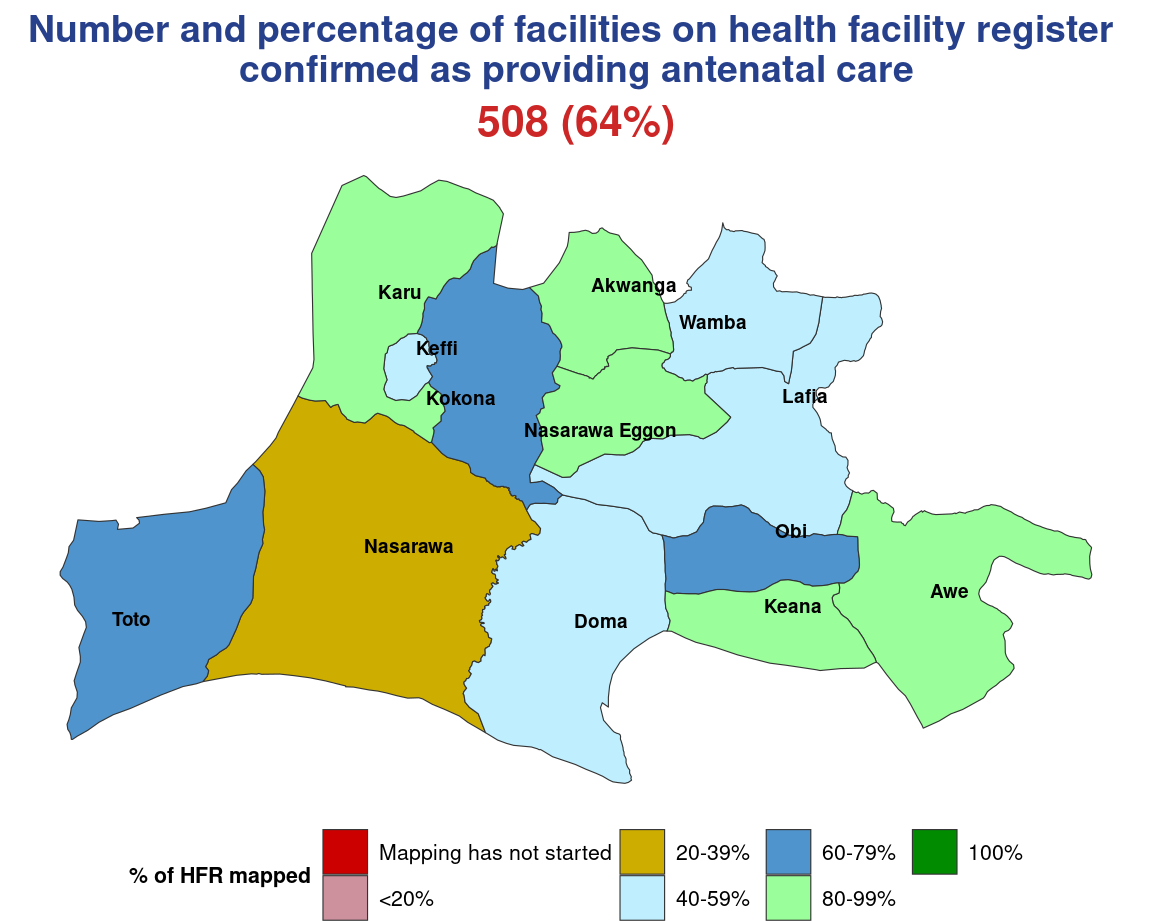 Number and percentage of facilities on health facility register
confirmed as providing antenatal care
508 (64%)
Karu
Akwanga
Wamba
Keffi
Kokona
Lafia
Nasarawa Eggon
Obi
Nasarawa
Awe
Keana
Toto
Doma
% of HFR mapped
Mapping has not started
<20%
20-39%
40-59%
60-79%
80-99%
100%